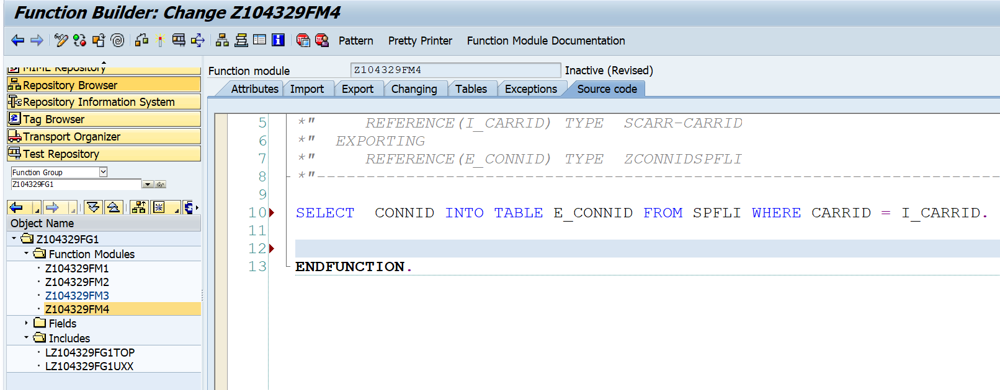 Function Builder: Change Z104329FM4
Pattern Pretty Printer Function Module Documentation
MIME Repository
Repository Browser
Repository Information System
Tag Browser
Transport Organizer
Test Repository
Function Group
Z104329FG1
Object Name
Z104329FG1
Function Modules
Z104329FM1
Z104329FM2
Z104329FM3
Z104329FM4
Fields
Includes
LZ104329FG1TOP
LZ104329FG1UXX
Function module Z104329FM4 Inactive (Revised)
Attributes Import Export Changing Tables Exceptions Source code
5 *" REFERENCE(I_CARRID) TYPE SCARR-CARRID
6 *" EXPORTING
7 *" REFERENCE(E_CONNID) TYPE ZCONNIDSPFLI
8 *"----------------------------------------------------------------------
9
10 SELECT CONNID INTO TABLE E_CONNID FROM SPFLI WHERE CARRID = I_CARRID.
11
12
13 ENDFUNCTION.